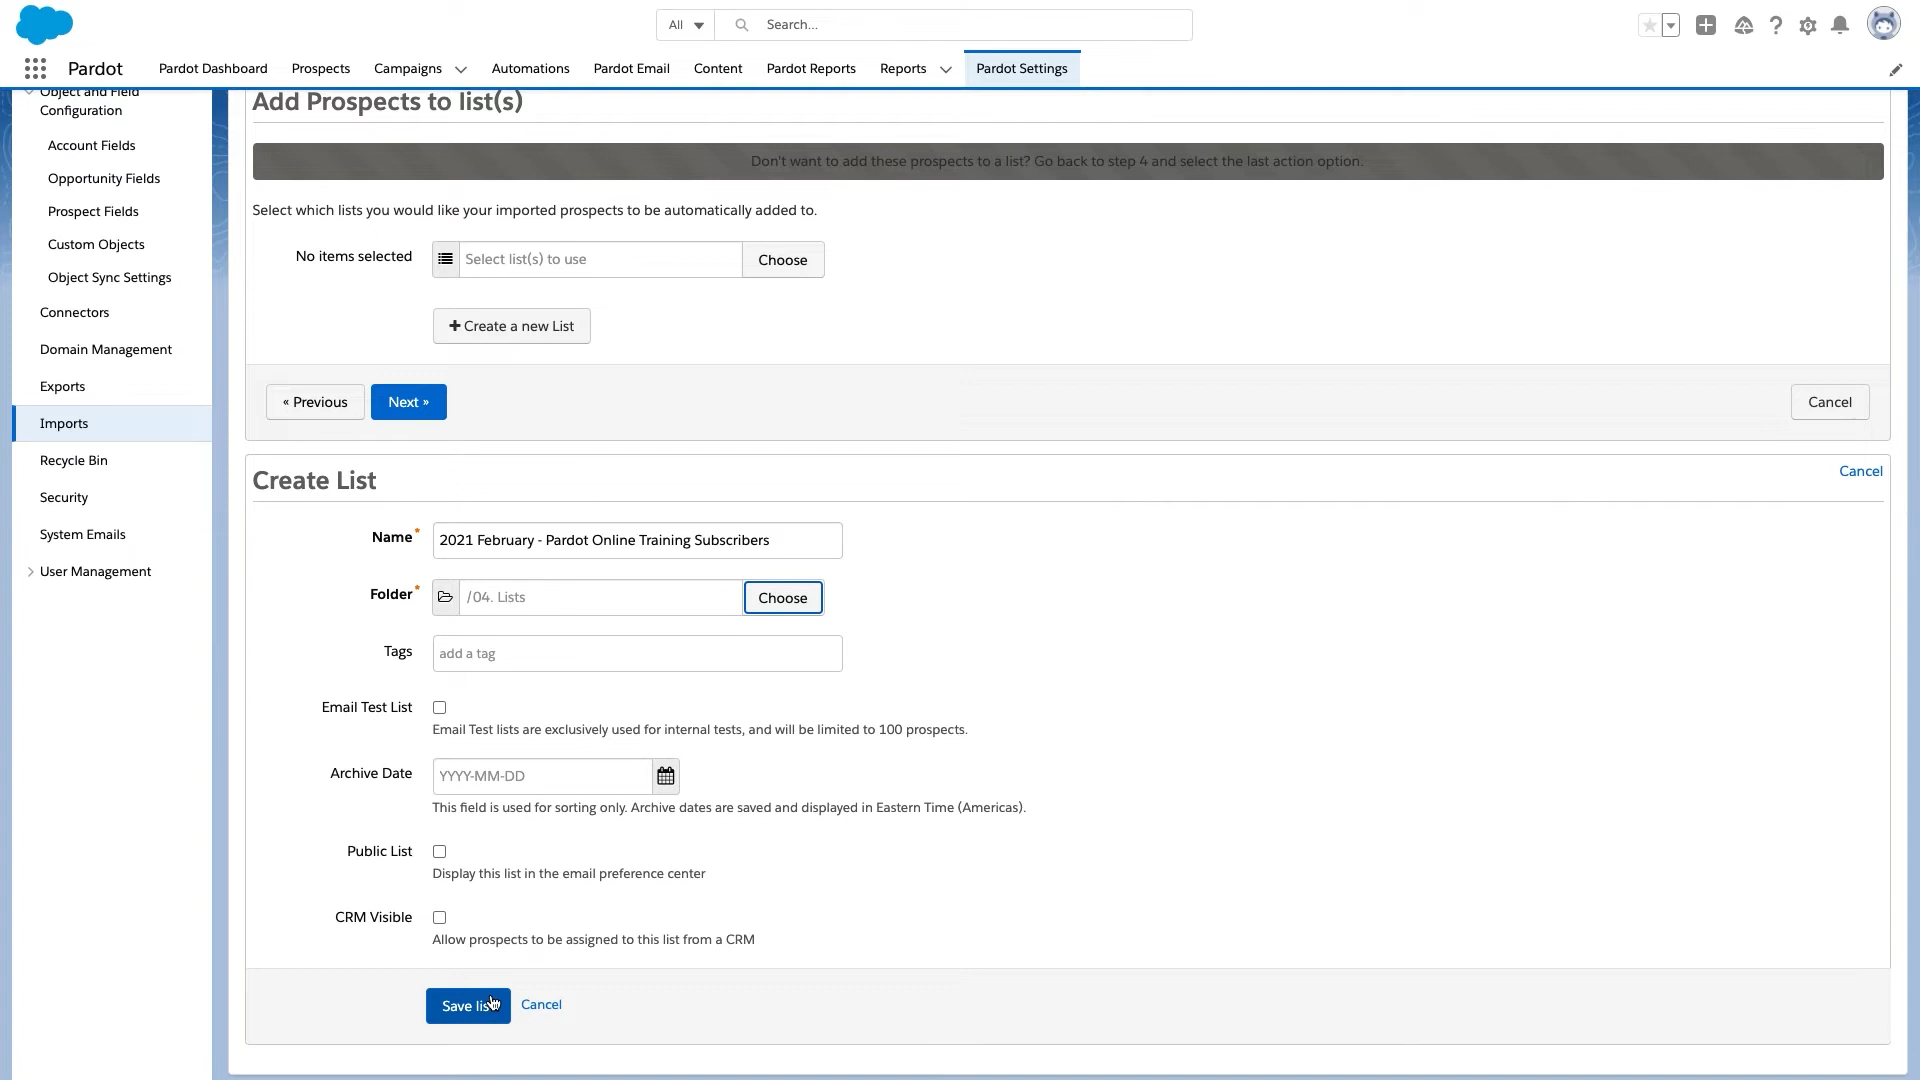 All
Search...
Pardot
Pardot Dashboard
Prospects
Campaigns
Automations
Pardot Email
Content
Pardot Reports
Reports
Pardot Settings
Object and Field
Configuration
Account Fields
Opportunity Fields
Prospect Fields
Custom Objects
Object Sync Settings
Connectors
Domain Management
Exports
Imports
Recycle Bin
Security
System Emails
User Management
Add Prospects to list(s)
Don't want to add these prospects to a list? Go back to step 4 and select the last action option.
Select which lists you would like your imported prospects to be automatically added to.
No items selected
Select list(s) to use
Choose
+ Create a new List
« Previous
Next »
Cancel
Create List
Cancel
Name*
2021 February - Pardot Online Training Subscribers
Folder*
/04. Lists
Choose
Tags
add a tag
Email Test List
Email Test lists are exclusively used for internal tests, and will be limited to 100 prospects.
Archive Date
YYYY-MM-DD
This field is used for sorting only. Archive dates are saved and displayed in Eastern Time (Americas).
Public List
Display this list in the email preference center
CRM Visible
Allow prospects to be assigned to this list from a CRM
Save list
Cancel